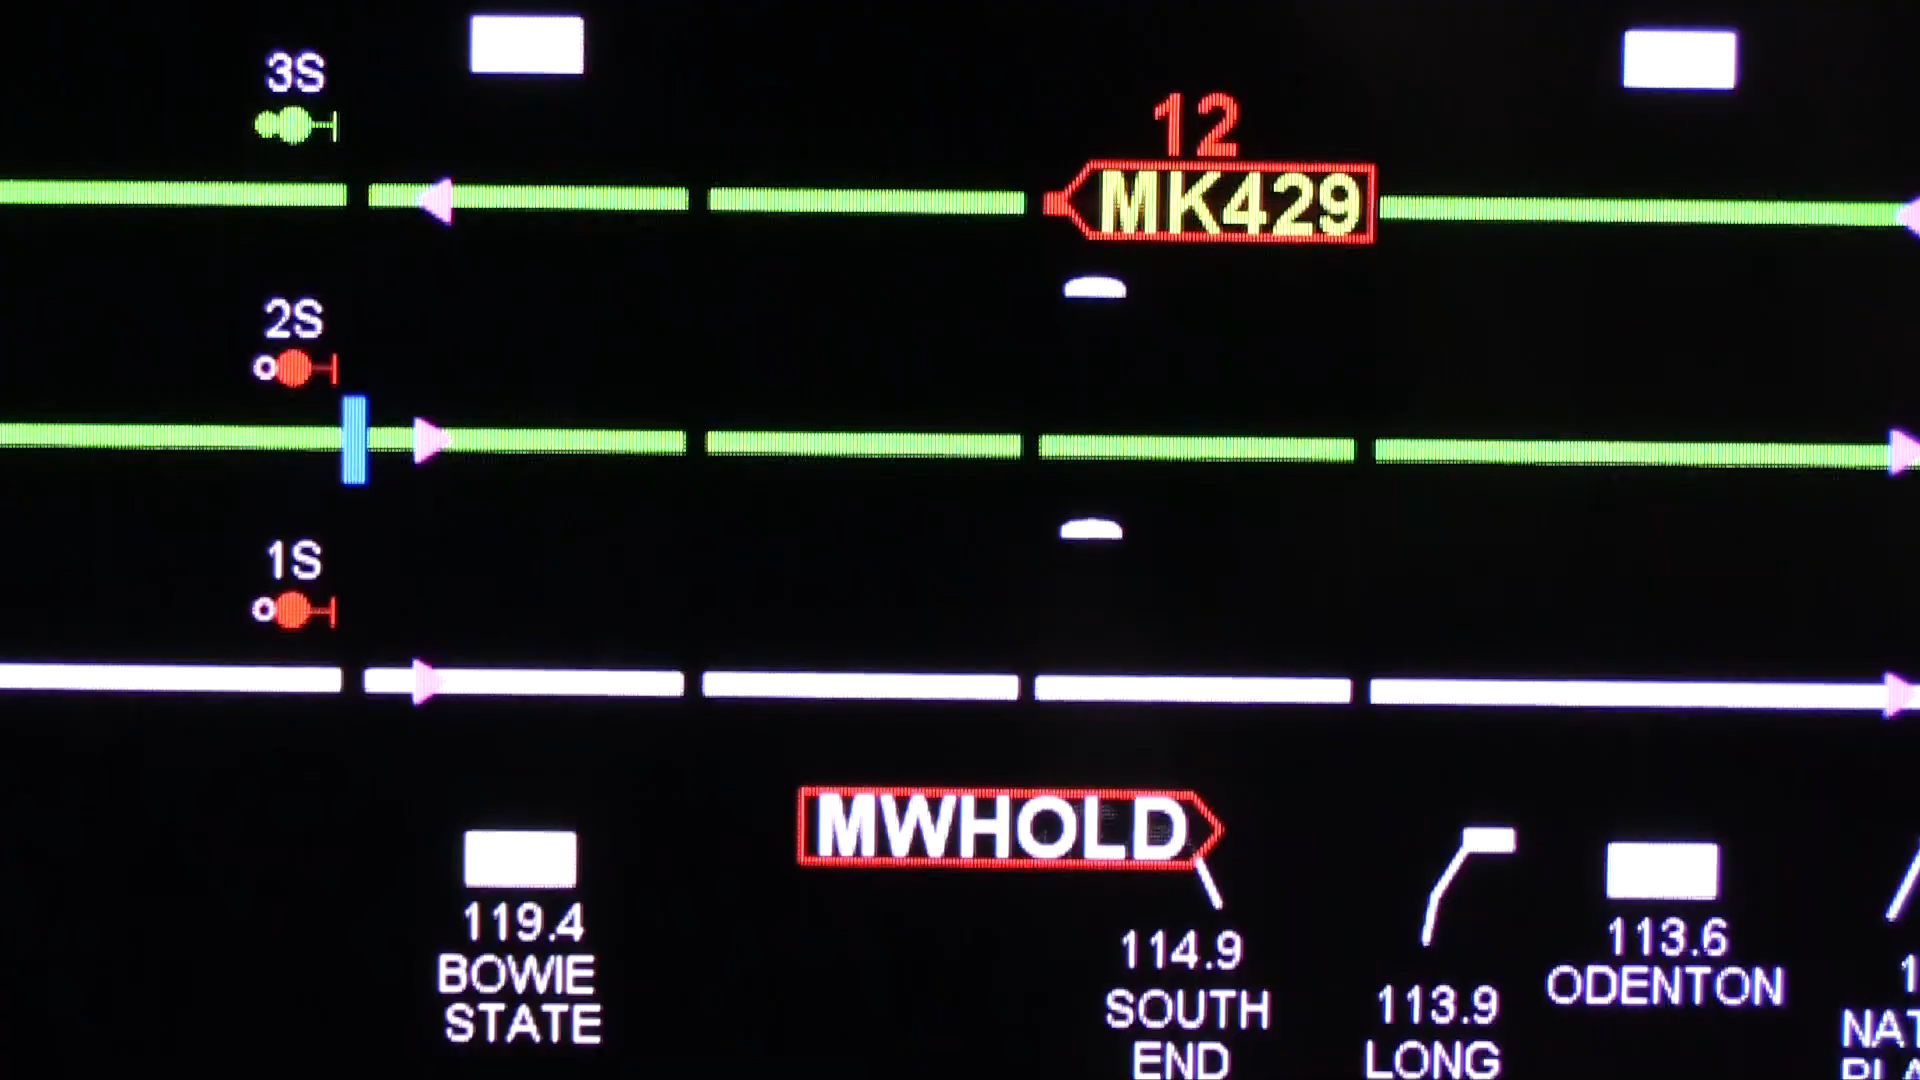 3S
12
MK429
2S
1S
MWHOLD
119.4
BOWIE
STATE
114.9
SOUTH
END
113.9
LONG
113.6
ODENTON